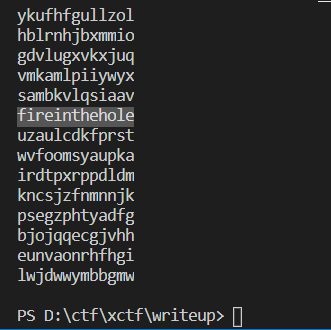 ykufhfgullzol
hblrnhjbxmmio
gdvlugxvkxjuq
vmkamlpiiywyx
sambkvlqsiaav
fireinthehole
uzaulcdkfprst
wvfoomsyaupka
irdtpxrppdldm
kncsjzfnmnnjk
psegzphtyadfg
bjojqqecgjvhh
eunvaonrhfhgi
lwjdwwymbbgmw
PS D:\ctf\xctf\writeup>